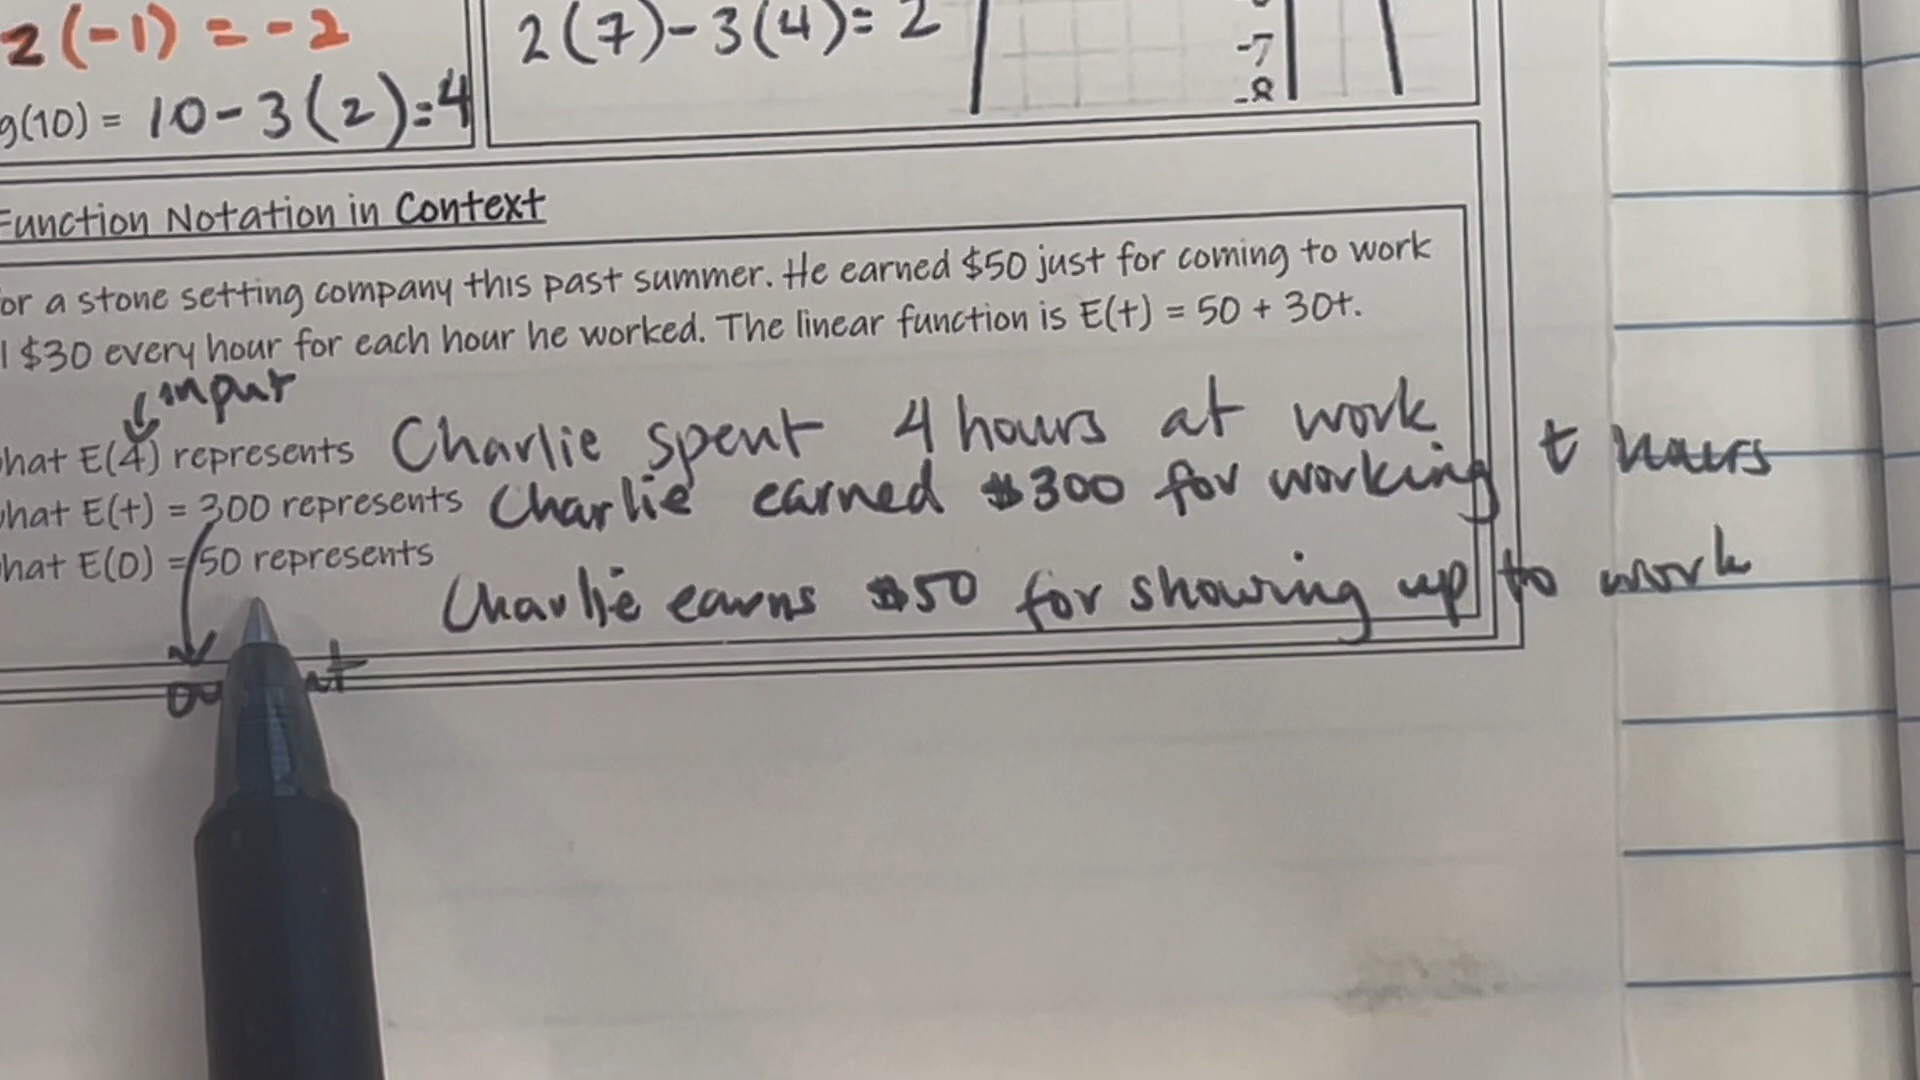 2(-1) = -2
g(10) = 10-3(2)=4
2(7)-3(4)=2
-7
-8
Function Notation in Context
or a stone setting company this past summer. He earned $50 just for coming to work
$30 every hour for each hour he worked. The linear function is E(t) = 50 + 30t.
input
hat E(4) represents Charlie spent 4 hours at work
hat E(t) = 300 represents Charlie earned $300 for working t hours
hat E(0) = 50 represents
Charlie earns $50 for showing up to work